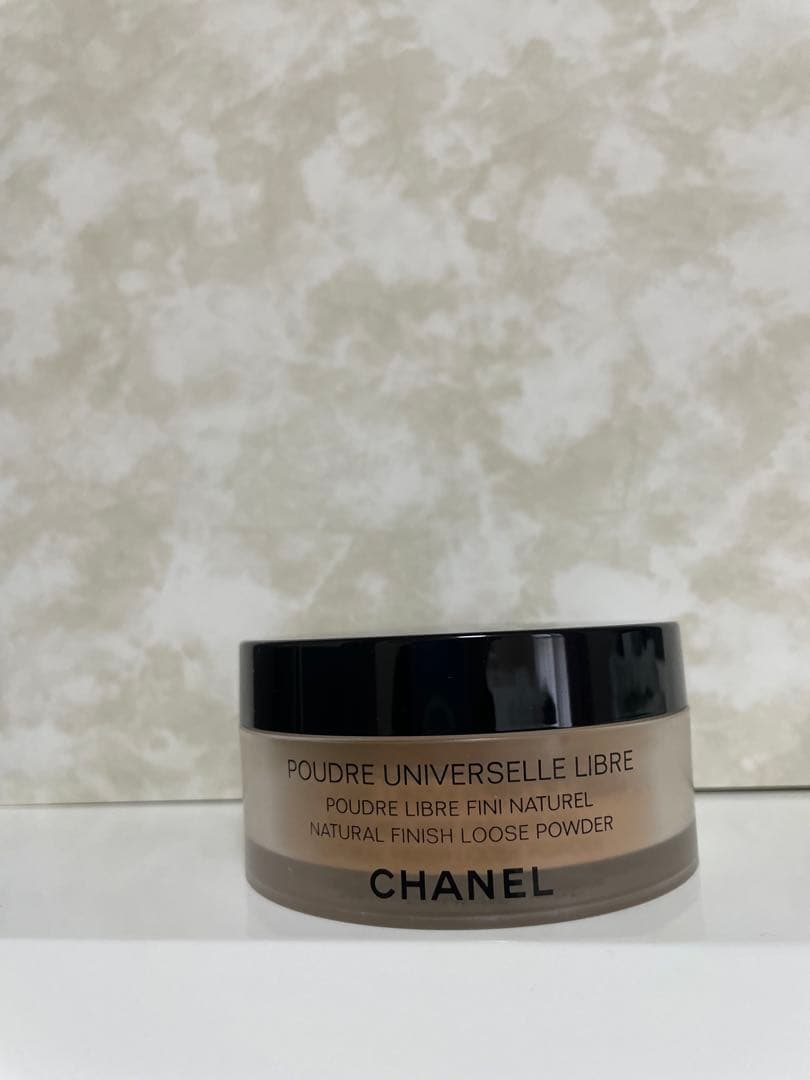 POUDRE UNIVERSELLE LIBRE
POUDRE LIBRE FINI NATUREL
NATURAL FINISH LOOSE POWDER
CHANEL